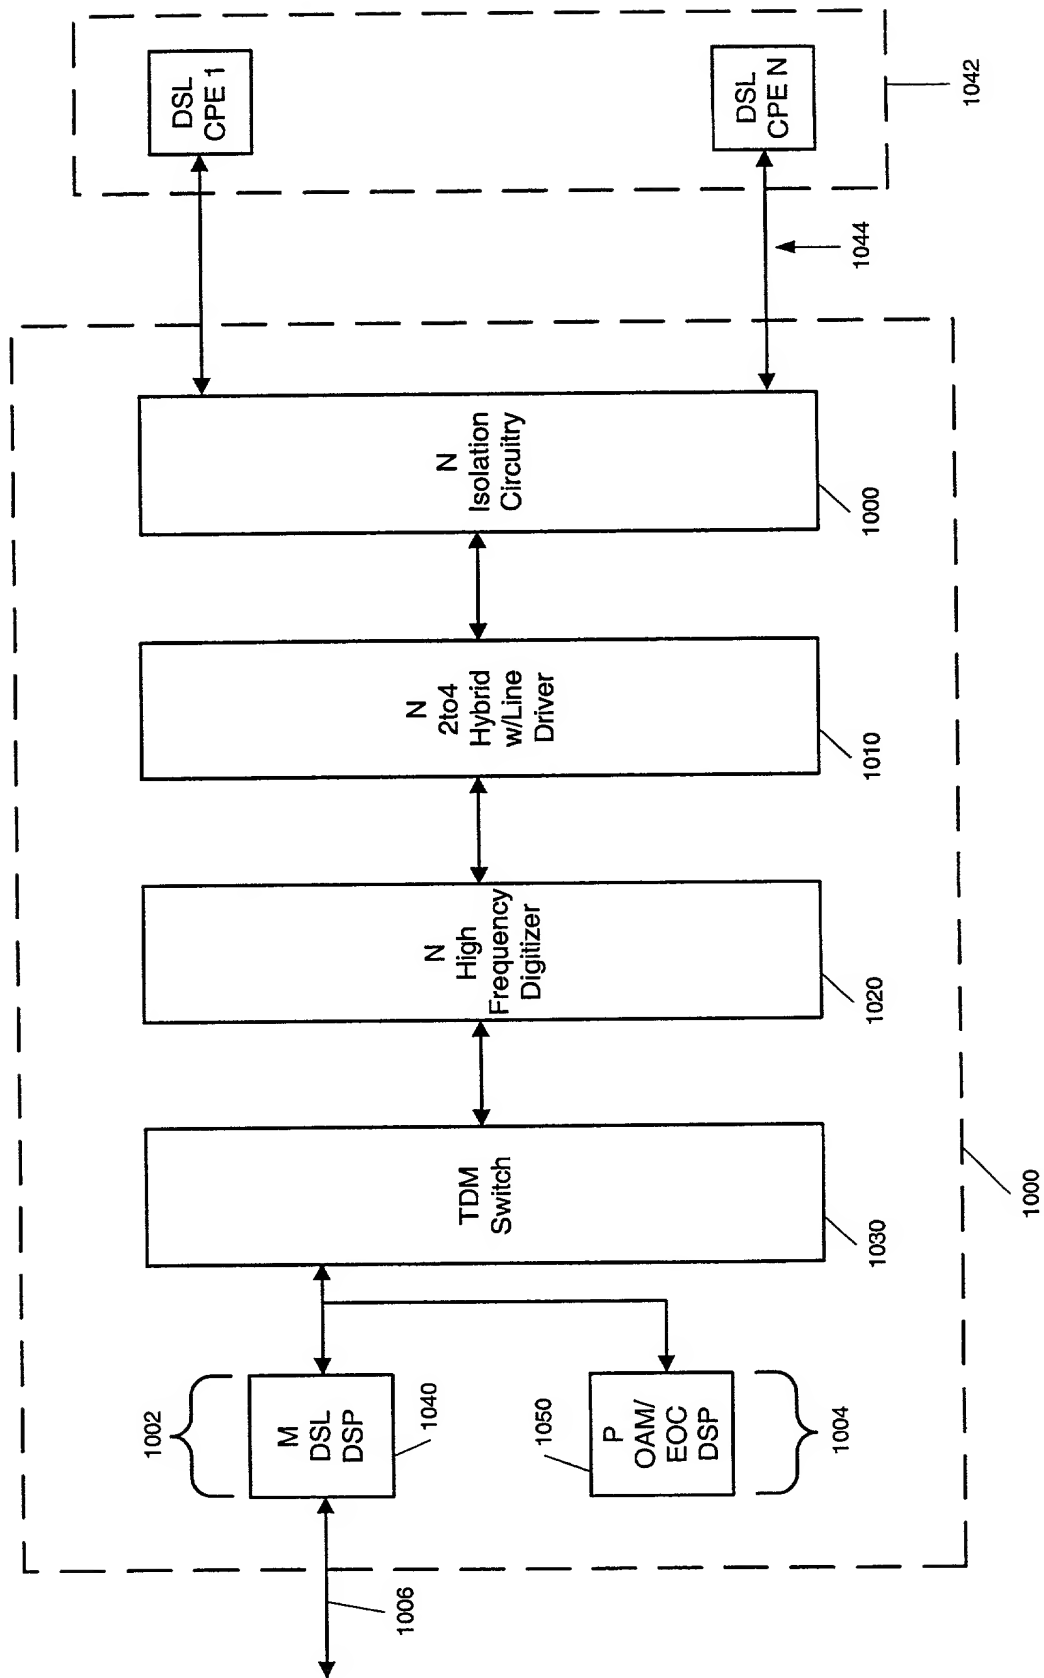 DSL
CPE 1
DSL
CPE N
1042
1044
N
Isolation
Circuitry
1000
N
2to4
Hybrid
w/Line
Driver
1010
N
High
Frequency
Digitizer
1020
TDM
Switch
1030
1000
1002
M
DSL
DSP
1040
1050
P
OAM/
EOC
DSP
1004
1006